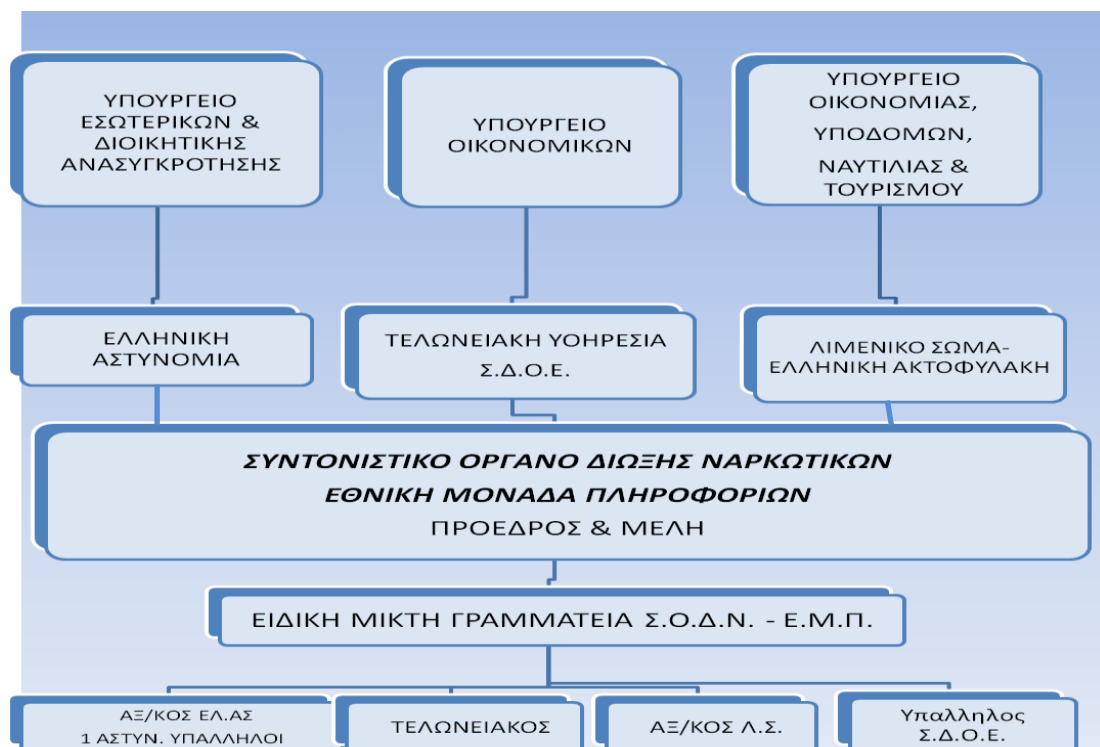 ΥΠΟΥΡΓΕΙΟ
ΕΣΩΤΕΡΙΚΩΝ &
ΔΙΟΙΚΗΤΙΚΗΣ
ΑΝΑΣΥΓΚΡΟΤΗΣΗΣ
ΥΠΟΥΡΓΕΙΟ
ΟΙΚΟΝΟΜΙΚΩΝ
ΥΠΟΥΡΓΕΙΟ
ΟΙΚΟΝΟΜΙΑΣ,
ΥΠΟΔΟΜΩΝ,
ΝΑΥΤΙΛΙΑΣ &
ΤΟΥΡΙΣΜΟΥ
ΕΛΛΗΝΙΚΗ
ΑΣΤΥΝΟΜΙΑ
ΤΕΛΩΝΕΙΑΚΗ ΥΟΗΡΕΣΙΑ
Σ.Δ.Ο.Ε.
ΛΙΜΕΝΙΚΟ ΣΩΜΑ-
ΕΛΛΗΝΙΚΗ ΑΚΤΟΦΥΛΑΚΗ
ΣΥΝΤΟΝΙΣΤΙΚΟ ΟΡΓΑΝΟ ΔΙΩΞΗΣ ΝΑΡΚΩΤΙΚΩΝ
ΕΘΝΙΚΗ ΜΟΝΑΔΑ ΠΛΗΡΟΦΟΡΙΩΝ
ΠΡΟΕΔΡΟΣ & ΜΕΛΗ
ΕΙΔΙΚΗ ΜΙΚΤΗ ΓΡΑΜΜΑΤΕΙΑ Σ.Ο.Δ.Ν. - Ε.Μ.Π.
ΑΞ/ΚΟΣ ΕΛ.ΑΣ
1 ΑΣΤΥΝ. ΥΠΑΛΛΗΛΟΙ
ΤΕΛΩΝΕΙΑΚΟΣ
ΑΞ/ΚΟΣ Λ.Σ.
Υπαλληλος
Σ.Δ.Ο.Ε.